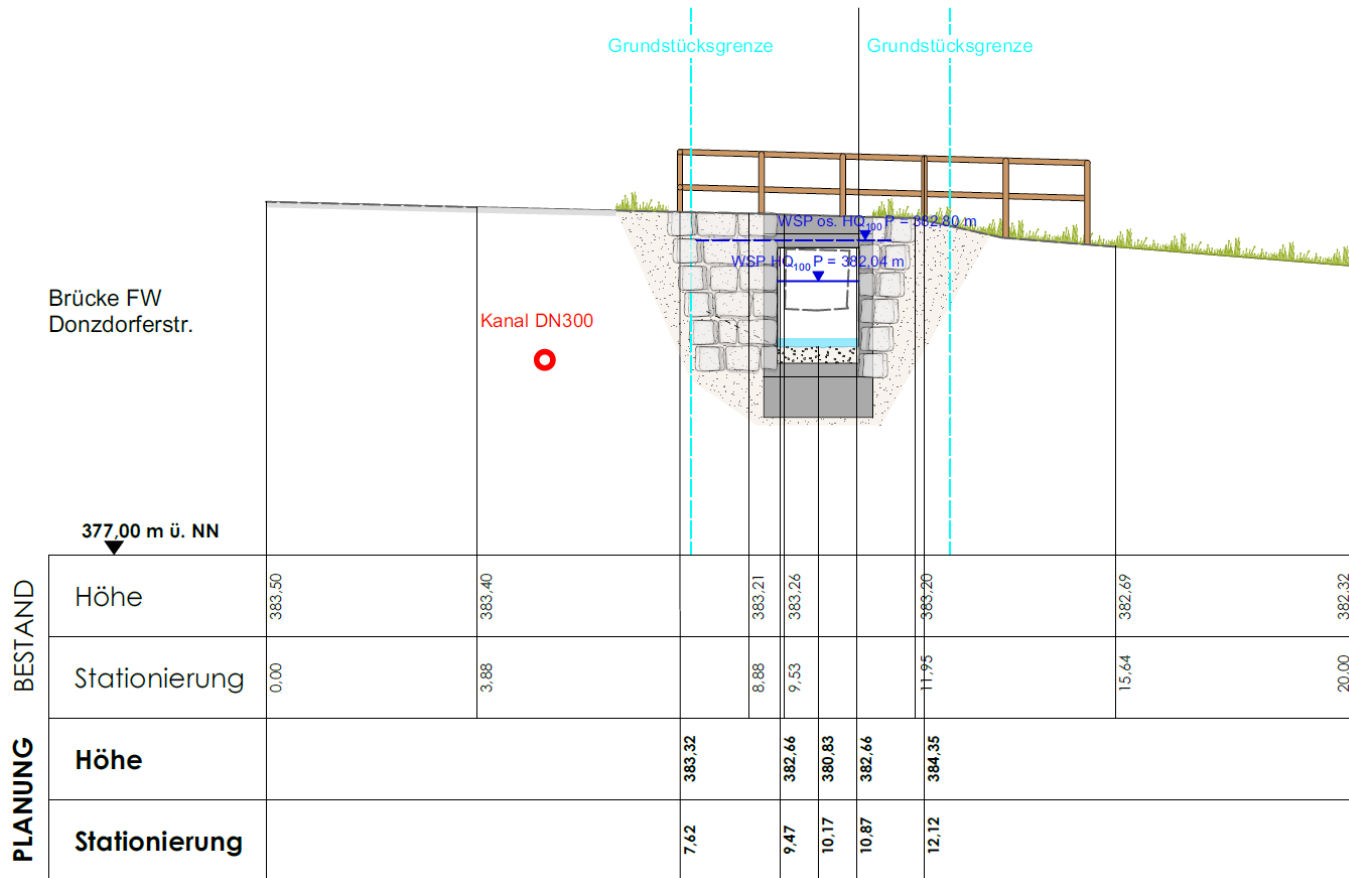 Grundstücksgrenze
Grundstücksgrenze
WSP os. HQ100 P = 382,80 m
WSP HQ100 P = 382,04 m
Brücke FW
Donzdorferstr.
Kanal DN300
377,00 m ü. NN
BESTAND
Höhe
383,50
383,40
383,21
383,26
383,20
382,69
382,32
Stationierung
0,00
3,88
8,88
9,53
11,95
15,64
20,00
PLANUNG
Höhe
383,32
382,66
380,83
382,66
384,35
Stationierung
7,62
9,47
10,17
10,87
12,12